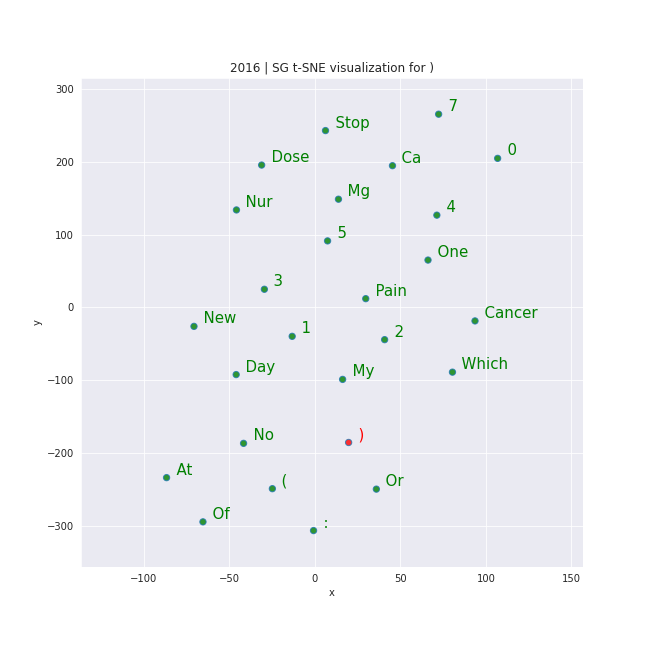 2016 | SG t-SNE visualization for )
300
200
100
0
−100
−200
−300
y
7
Stop
0
Dose
Ca
Mg
Nur
4
5
One
3
Pain
New
Cancer
1
2
Day
My
Which
No
)
At
(
Or
Of
:
−100
−50
0
50
100
150
x